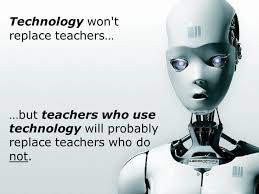 Technology won't
replace teachers…
…but teachers who use
technology will probably
replace teachers who do
not.